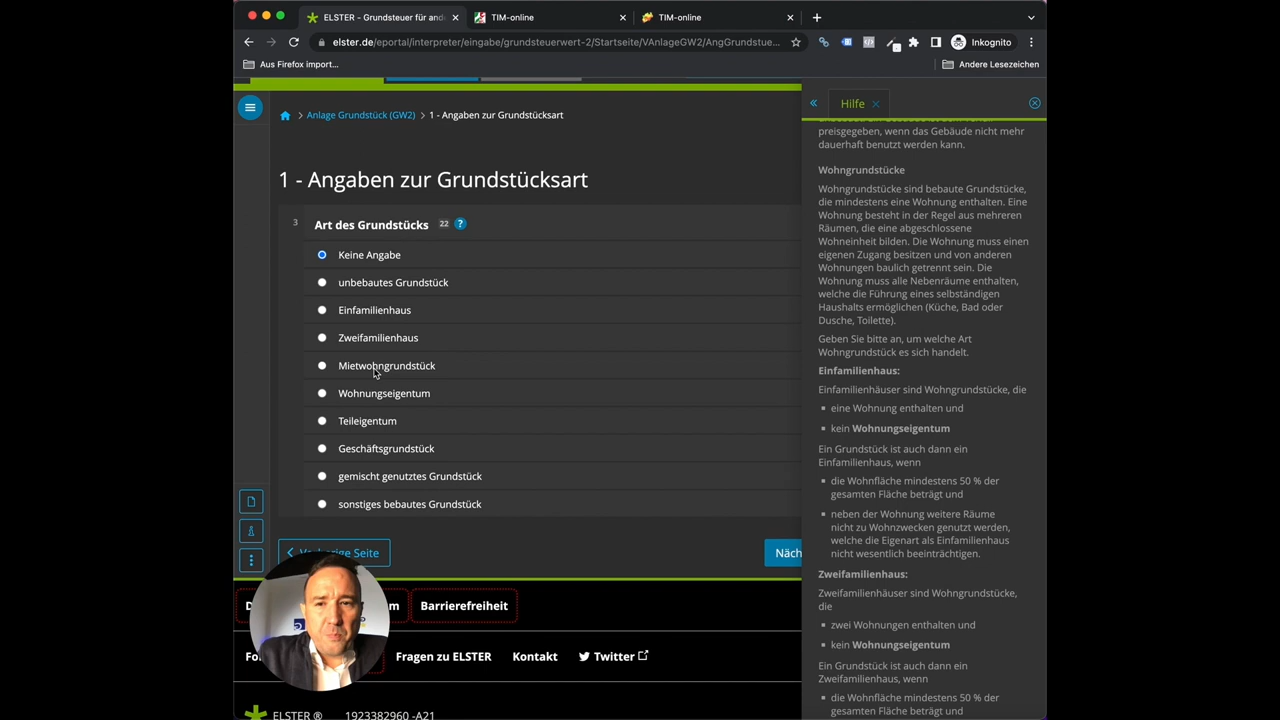 ELSTER - Grundsteuer für and
TIM-online
TIM-online
elster.de/eportal/interpreter/eingabe/grundsteuerwert-2/Startseite/VAnlageGW2/AngGrundstue...
Inkognito
Aus Firefox import...
Andere Lesezeichen
Anlage Grundstück (GW2) > 1 - Angaben zur Grundstücksart
1 - Angaben zur Grundstücksart
3
Art des Grundstücks 22 ?
Keine Angabe
unbebautes Grundstück
Einfamilienhaus
Zweifamilienhaus
Mietwohngrundstück
Wohnungseigentum
Teileigentum
Geschäftsgrundstück
gemischt genutztes Grundstück
sonstiges bebautes Grundstück
Vorherige Seite
Näch
Barrierefreiheit
Fragen zu ELSTER
Kontakt
Twitter
ELSTER ® 1923382960 -A21
Hilfe
preisgegeben, wenn das Gebäude nicht mehr
dauerhaft benutzt werden kann.
Wohngrundstücke
Wohngrundstücke sind bebaute Grundstücke,
die mindestens eine Wohnung enthalten. Eine
Wohnung besteht in der Regel aus mehreren
Räumen, die eine abgeschlossene
Wohneinheit bilden. Die Wohnung muss einen
eigenen Zugang besitzen und von anderen
Wohnungen baulich getrennt sein. Die
Wohnung muss alle Nebenräume enthalten,
welche die Führung eines selbständigen
Haushalts ermöglichen (Küche, Bad oder
Dusche, Toilette).
Geben Sie bitte an, um welche Art
Wohngrundstück es sich handelt.
Einfamilienhaus:
Einfamilienhäuser sind Wohngrundstücke, die
eine Wohnung enthalten und
kein Wohnungseigentum
Ein Grundstück ist auch dann ein
Einfamilienhaus, wenn
die Wohnfläche mindestens 50 % der
gesamten Fläche beträgt und
neben der Wohnung weitere Räume
nicht zu Wohnzwecken genutzt werden,
welche die Eigenart als Einfamilienhaus
nicht wesentlich beeinträchtigen.
Zweifamilienhaus:
Zweifamilienhäuser sind Wohngrundstücke,
die
zwei Wohnungen enthalten und
kein Wohnungseigentum
Ein Grundstück ist auch dann ein
Zweifamilienhaus, wenn
die Wohnfläche mindestens 50 % der
gesamten Fläche beträgt und